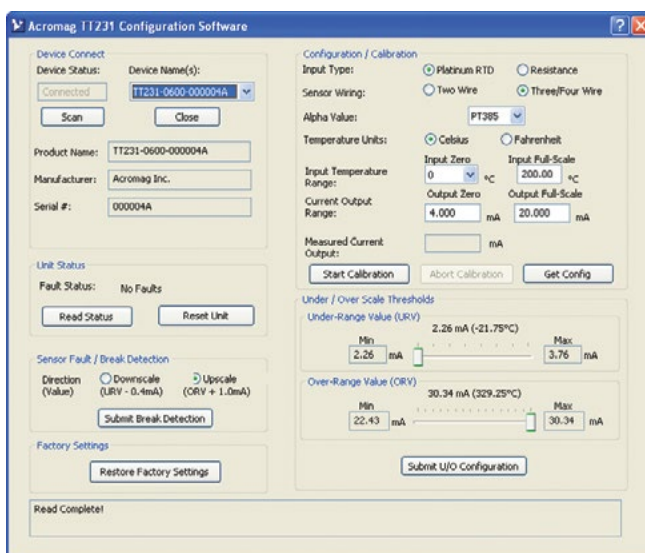 Acromag TT231 Configuration Software
Device Connect
Device Status: Device Name(s):
Connected TT231-0600-000004A
Scan Close
Product Name: TT231-0600-000004A
Manufacturer: Acromag Inc.
Serial #: 000004A
Unit Status
Fault Status: No Faults
Read Status Reset Unit
Sensor Fault / Break Detection
Direction Downscale Upscale
(Value) (URV - 0.4mA) (ORV + 1.0mA)
Submit Break Detection
Factory Settings
Restore Factory Settings
Configuration / Calibration
Input Type: Platinum RTD Resistance
Sensor Wiring: Two Wire Three/Four Wire
Alpha Value: PT385
Temperature Units: Celsius Fahrenheit
Input Zero Input Full-Scale
Input Temperature
Range: 0 °C 200.00 °C
Output Zero Output Full-Scale
Current Output
Range: 4.000 mA 20.000 mA
Measured Current
Output: mA
Start Calibration Abort Calibration Get Config
Under / Over Scale Thresholds
Under-Range Value (URV)
2.26 mA (-21.75°C)
Min Max
2.26 mA 3.76 mA
Over-Range Value (ORV)
30.34 mA (329.25°C)
Min Max
22.43 mA 30.34 mA
Submit U/O Configuration
Read Complete!